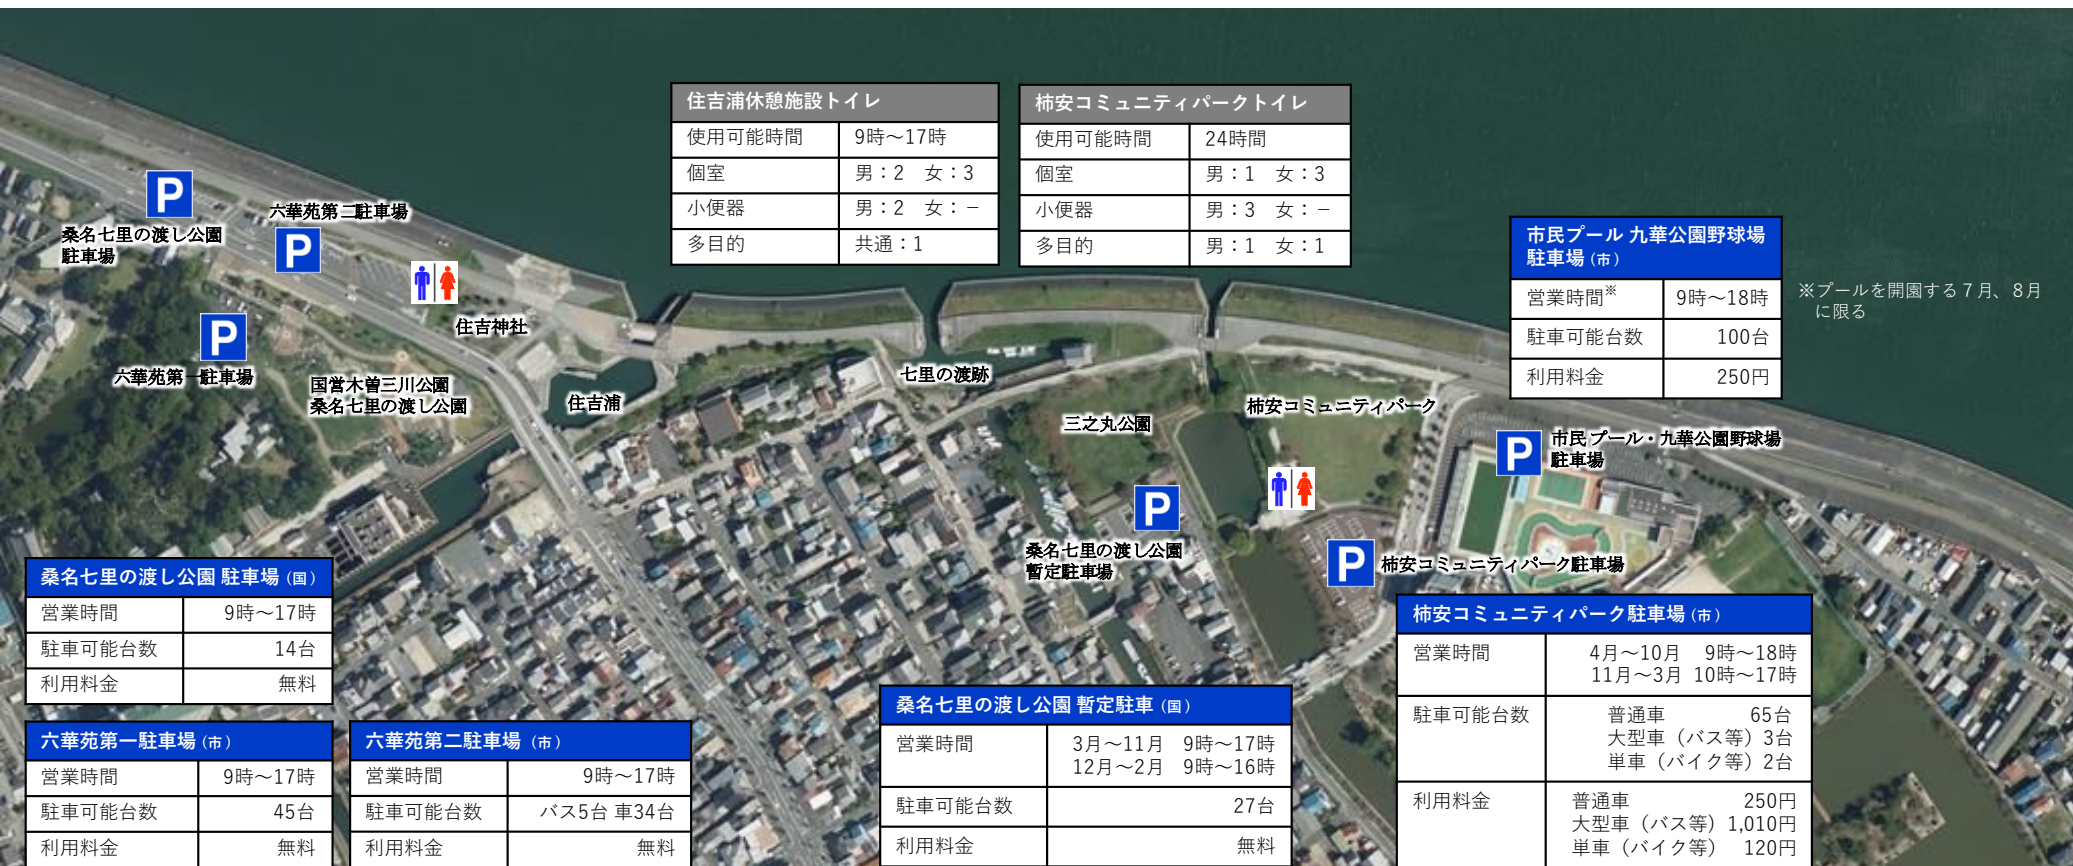 住吉浦休憩施設トイレ
使用可能時間 9時～17時
個室 男：2 女：3
小便器 男：2 女：－
多目的 共通：1
柿安コミュニティパークトイレ
使用可能時間 24時間
個室 男：1 女：3
小便器 男：3 女：－
多目的 男：1 女：1
市民プール 九華公園野球場
駐車場（市）
営業時間※ 9時～18時
駐車可能台数 100台
利用料金 250円
※プールを開園する７月、８月
に限る
P
桑名七里の渡し公園
駐車場
六華苑第二駐車場
P
P
六華苑第一駐車場
住吉神社
国営木曽三川公園
桑名七里の渡し公園
住吉浦
七里の渡跡
三之丸公園
柿安コミュニティパーク
P
市民プール・九華公園野球場
駐車場
P
桑名七里の渡し公園
暫定駐車場
P
柿安コミュニティパーク駐車場
桑名七里の渡し公園 駐車場（国）
営業時間 9時～17時
駐車可能台数 14台
利用料金 無料
六華苑第一駐車場（市）
営業時間 9時～17時
駐車可能台数 45台
利用料金 無料
六華苑第二駐車場（市）
営業時間 9時～17時
駐車可能台数 バス5台 車34台
利用料金 無料
桑名七里の渡し公園 暫定駐車（国）
営業時間 3月～11月 9時～17時
12月～2月 9時～16時
駐車可能台数 27台
利用料金 無料
柿安コミュニティパーク駐車場（市）
営業時間 4月～10月 9時～18時
11月～3月 10時～17時
駐車可能台数 普通車 65台
大型車（バス等）3台
単車（バイク等）2台
利用料金 普通車 250円
大型車（バス等）1,010円
単車（バイク等） 120円